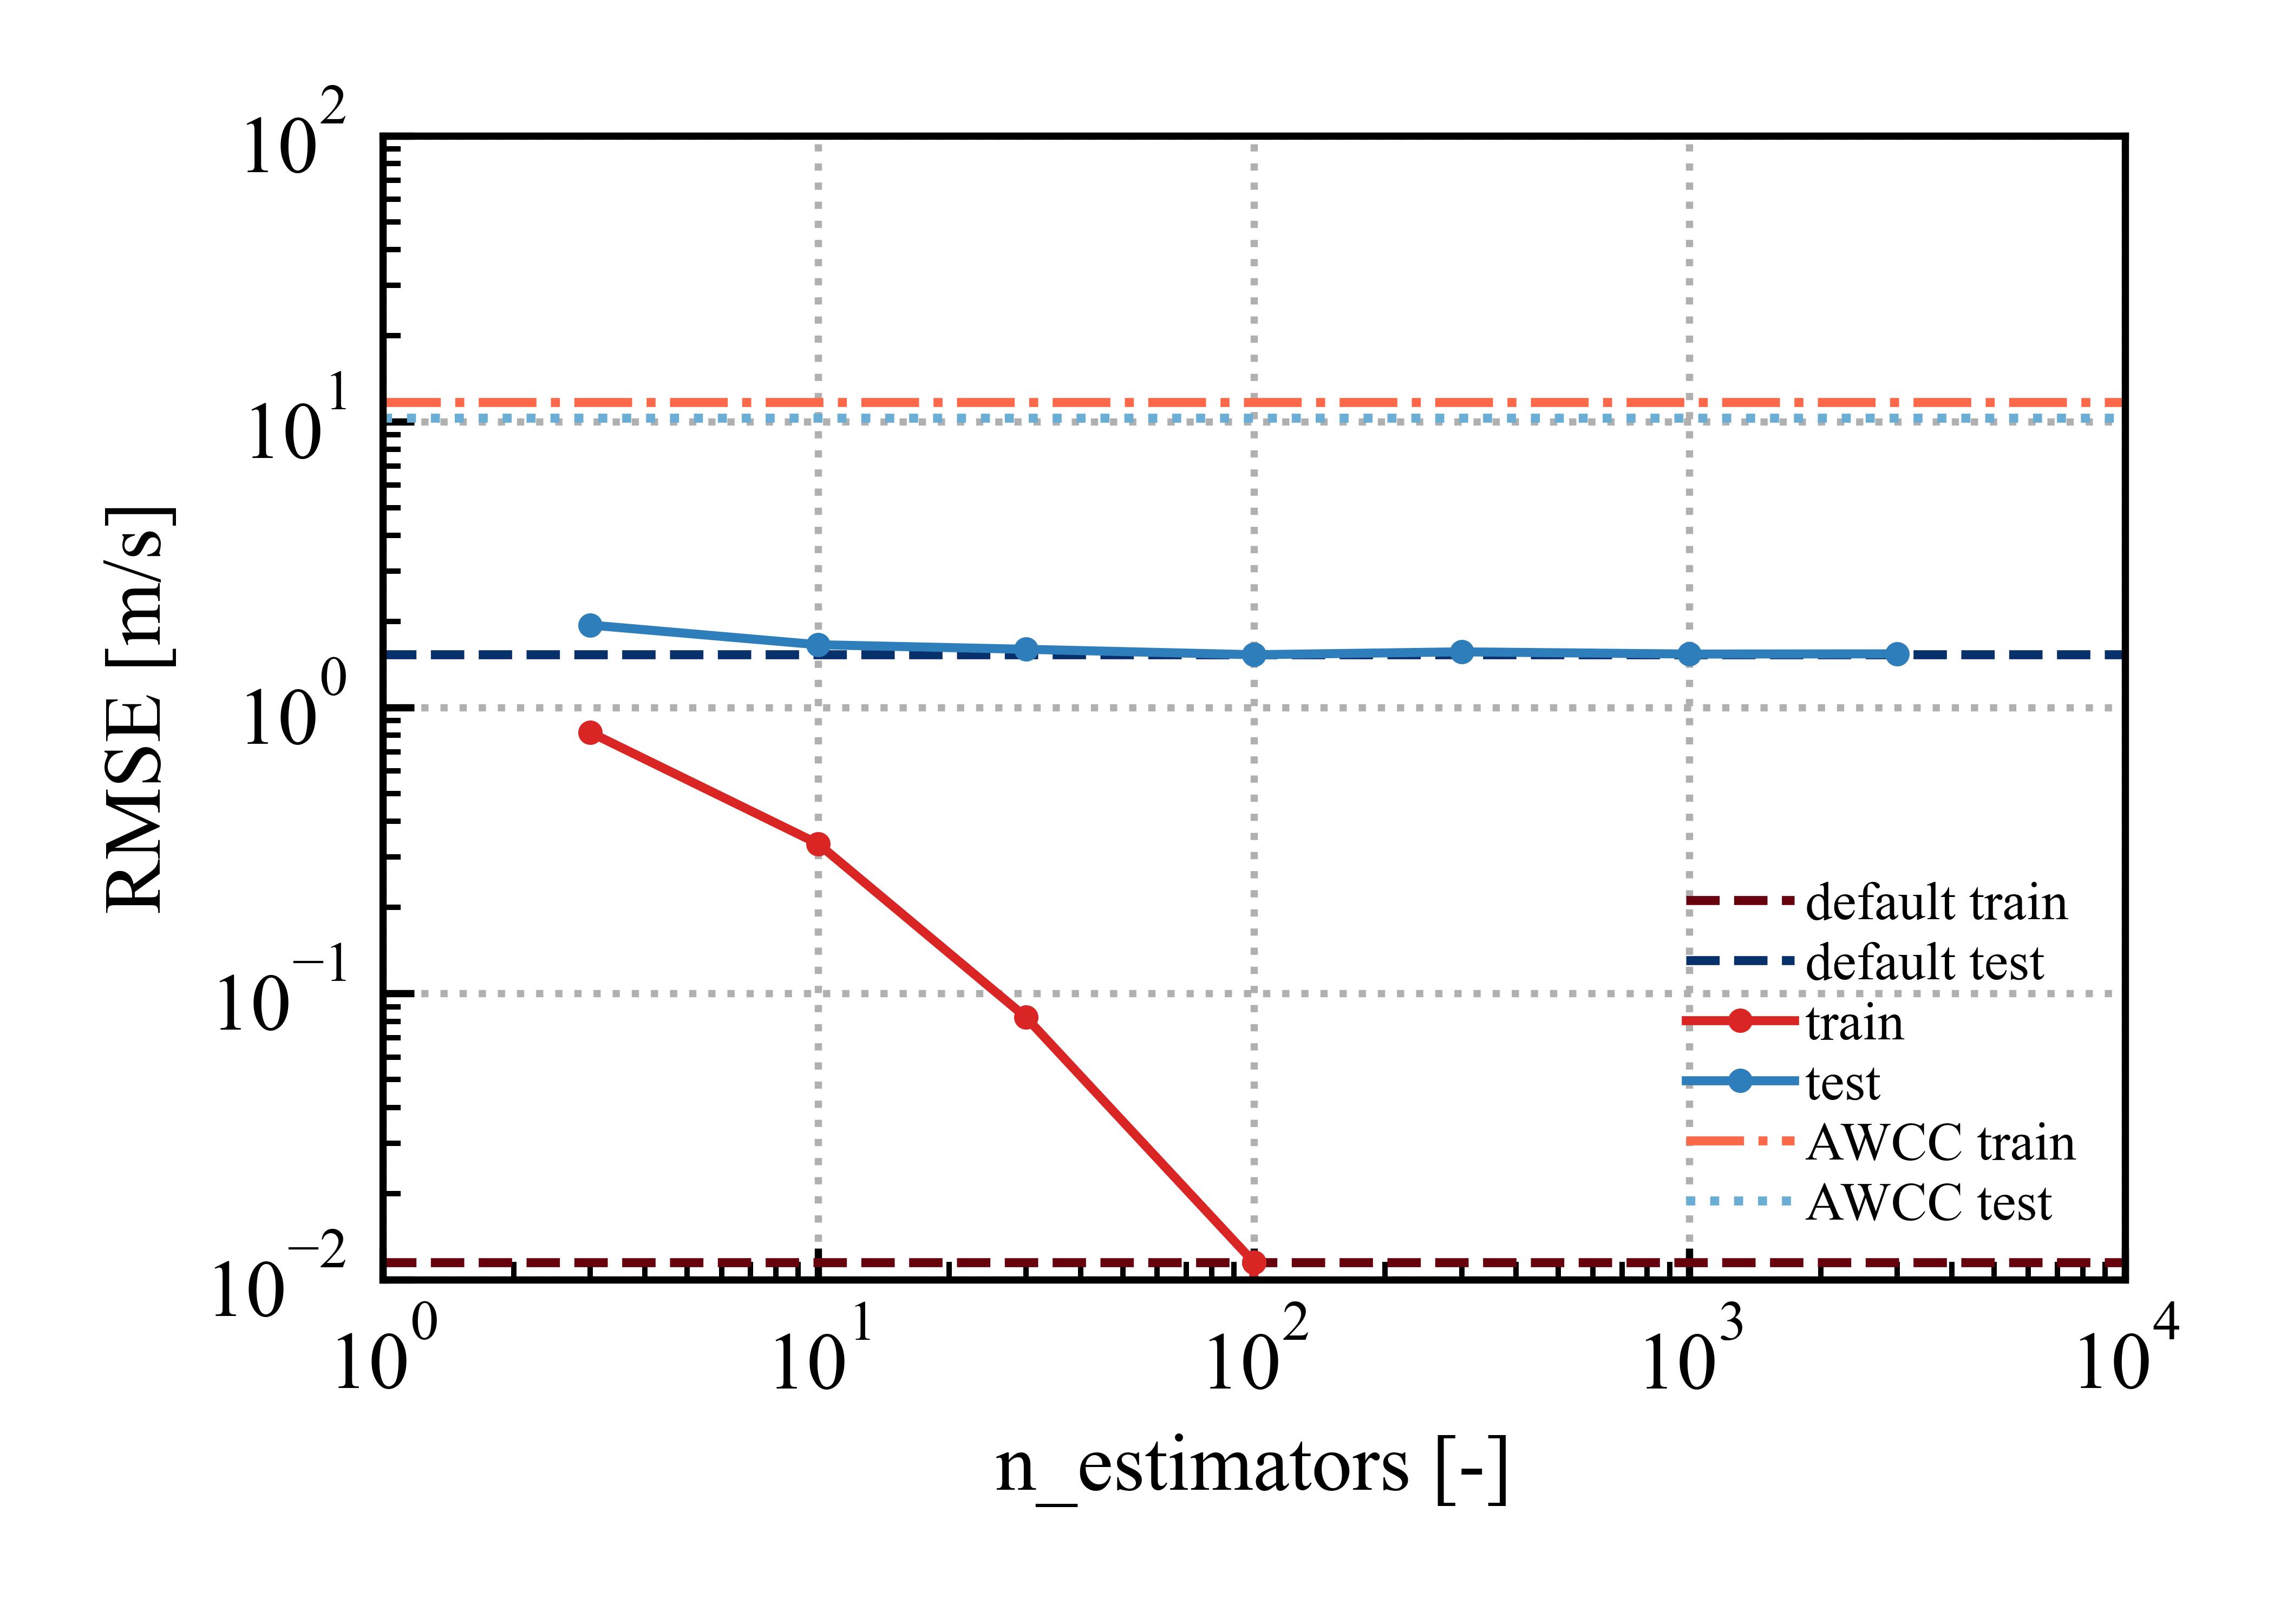 10^2
10^1
10^0
10^−1
10^−2
RMSE [m/s]
default train
default test
train
test
AWCC train
AWCC test
10^0 10^1 10^2 10^3 10^4
n_estimators [-]